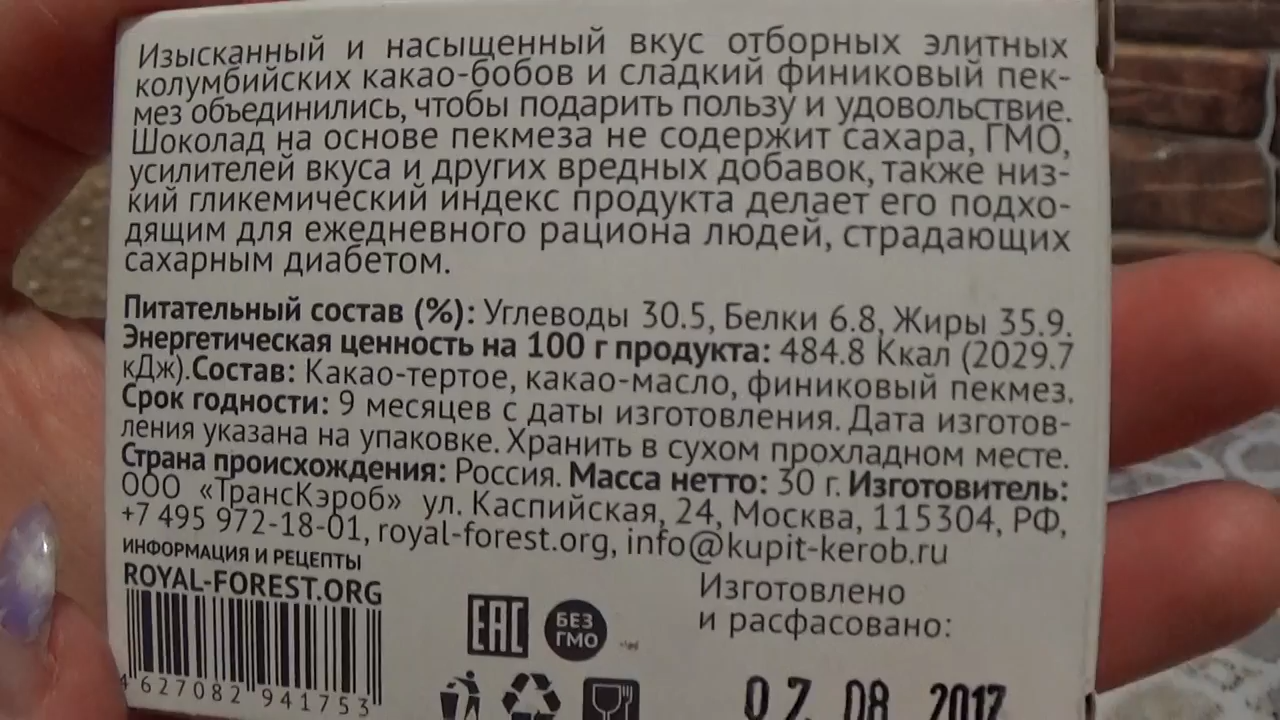 Изысканный и насыщенный вкус отборных элитных
колумбийских какао-бобов и сладкий финиковый пек-
мез объединились, чтобы подарить пользу и удовольствие.
Шоколад на основе пекмеза не содержит сахара, ГМО,
усилителей вкуса и других вредных добавок, также низ-
кий гликемический индекс продукта делает его подхо-
дящим для ежедневного рациона людей, страдающих
сахарным диабетом.
Питательный состав (%): Углеводы 30.5, Белки 6.8, Жиры 35.9.
Энергетическая ценность на 100 г продукта: 484.8 Ккал (2029.7
кДж).Состав: Какао-тертое, какао-масло, финиковый пекмез.
Срок годности: 9 месяцев с даты изготовления. Дата изготов-
ления указана на упаковке. Хранить в сухом прохладном месте.
Страна происхождения: Россия. Масса нетто: 30 г. Изготовитель:
ООО «ТрансКэроб» ул. Каспийская, 24, Москва, 115304, РФ,
+7 495 972-18-01, royal-forest.org, info@kupit-kerob.ru
ИНФОРМАЦИЯ И РЕЦЕПТЫ
ROYAL-FOREST.ORG
4 627082 941753
EAC
БЕЗ
ГМО
Изготовлено
и расфасовано:
07 08 2017